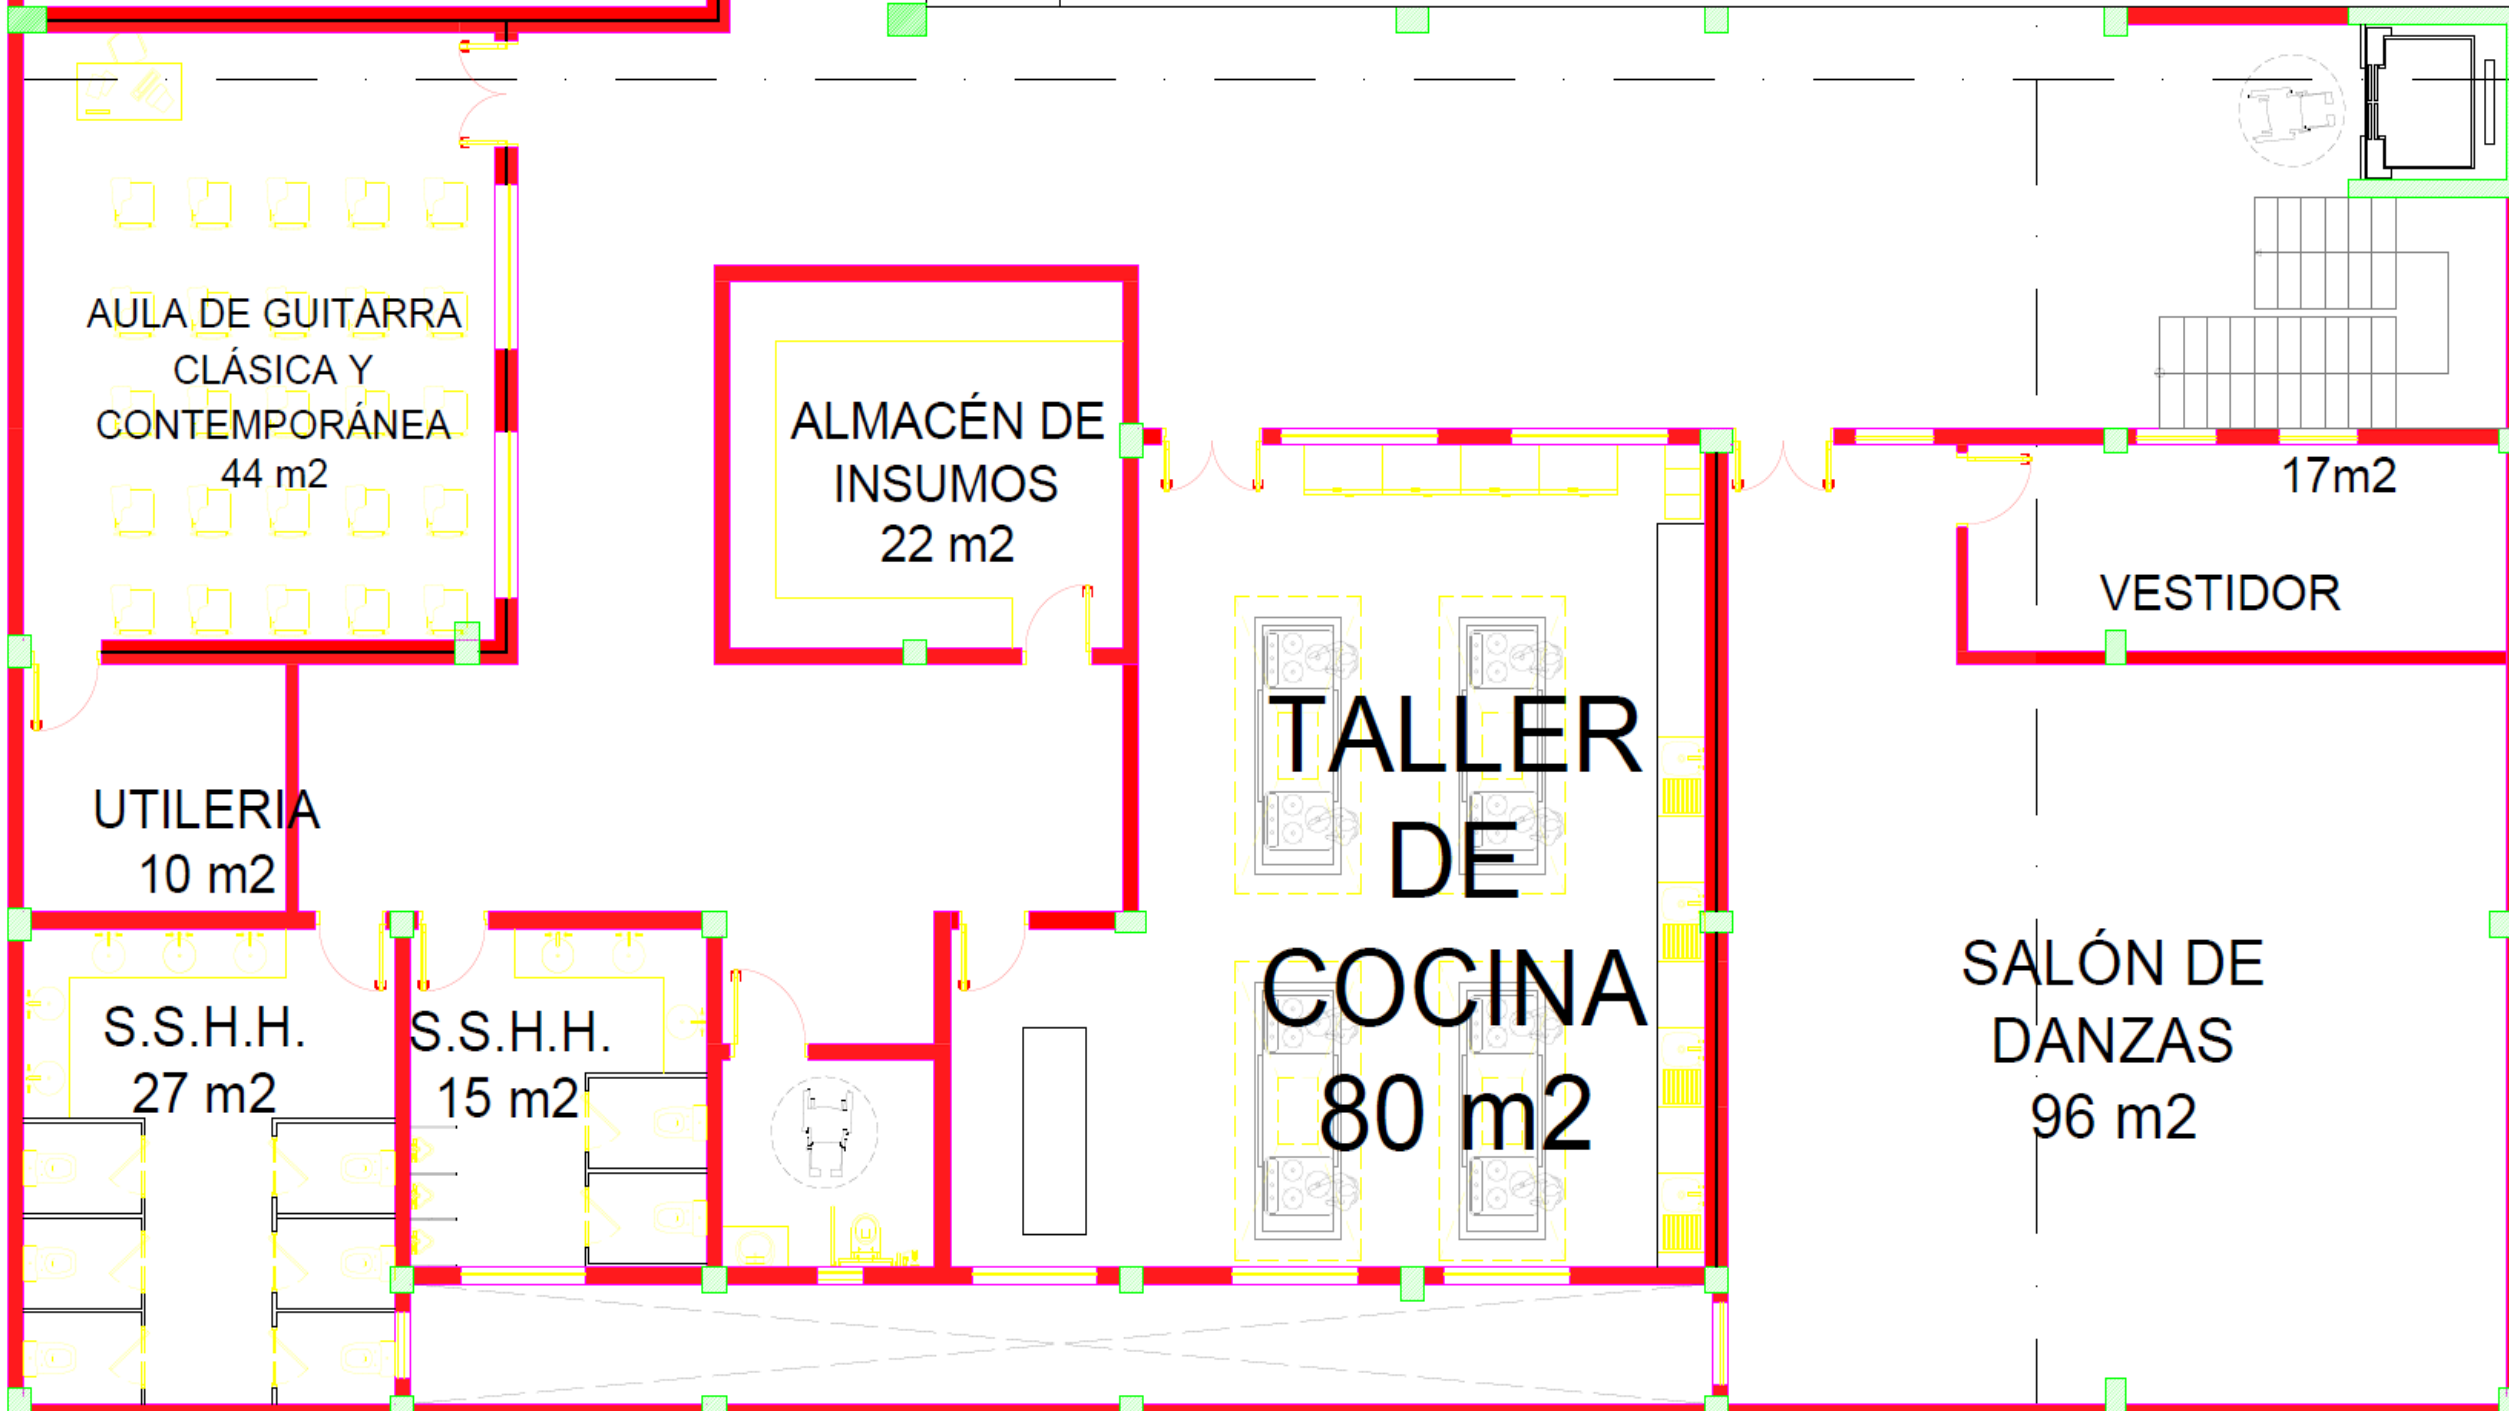 AULA DE GUITARRA
CLÁSICA Y
CONTEMPORÁNEA
44 m2
ALMACÉN DE
INSUMOS
22 m2
17m2
VESTIDOR
UTILERIA
10 m2
TALLER
DE
COCINA
80 m2
S.S.H.H.
27 m2
S.S.H.H.
15 m2
SALÓN DE
DANZAS
96 m2